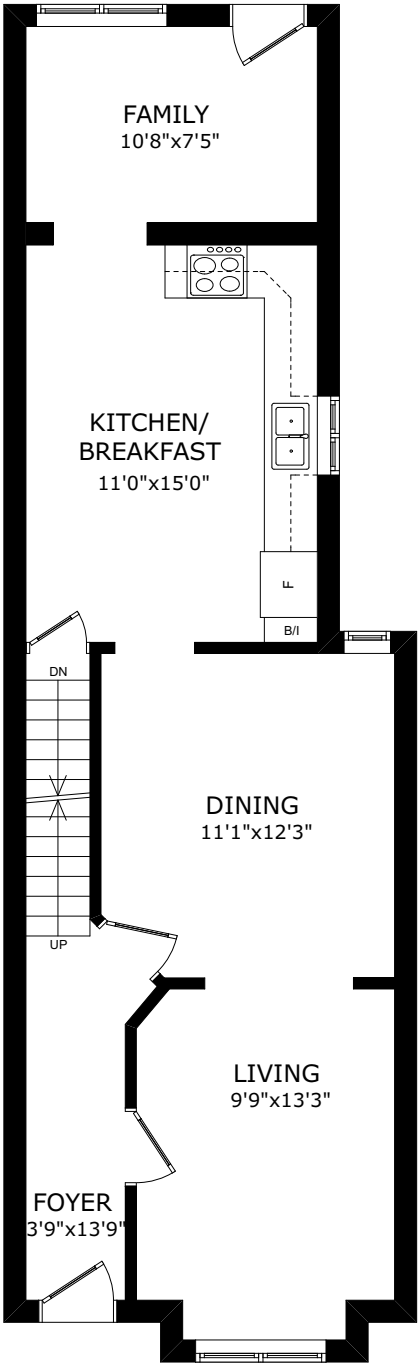 FAMILY
10'8"x7'5"
KITCHEN/
BREAKFAST
11'0"x15'0"
F
B/I
DN
DINING
11'1"x12'3"
UP
LIVING
9'9"x13'3"
FOYER
3'9"x13'9"